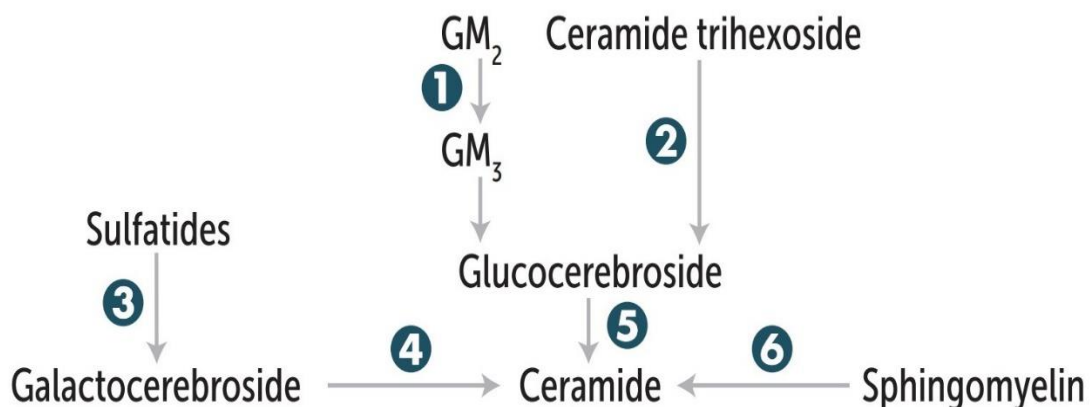 GM₂ Ceramide trihexoside
1
GM₃
2
Sulfatides
Glucocerebroside
3
5
4
6
Galactocerebroside Ceramide Sphingomyelin